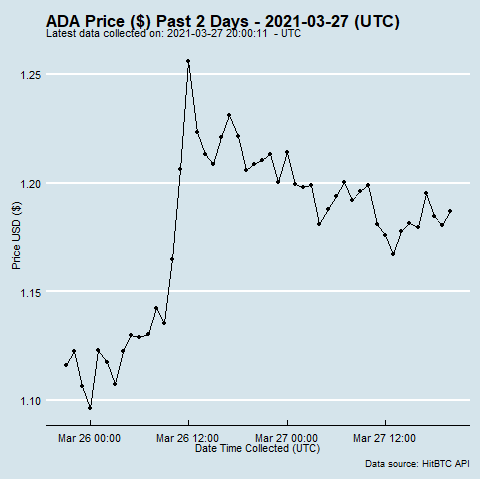 ADA Price ($) Past 2 Days - 2021-03-27 (UTC)
Latest data collected on: 2021-03-27 20:00:11 - UTC
1.25
1.20
1.15
1.10
Price USD ($)
Mar 26 00:00
Mar 26 12:00
Mar 27 00:00
Mar 27 12:00
Date Time Collected (UTC)
Data source: HitBTC API